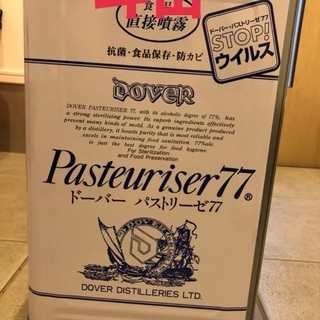 食品に
直接噴霧
抗菌・食品保存・防カビ
ドーバー・パストリーゼ77
STOP!
ウイルス
DOVER
DOVER PASTEURISER 77, with its alcoholic degree of 77%, has
a strong sterilizing power. Its superb ingredients effectively
prevent many kinds of mold. As a genuine product produced
by a distillery, it boasts purity that is most reliable and
excels in maintaining food sanitation. 77%alc.
is just the best degree for food hygiene.
For Sterilization
and Food Preservation
Pasteuriser77®
ドーバー パストリーゼ77
DOVER DISTILLERIES LTD.